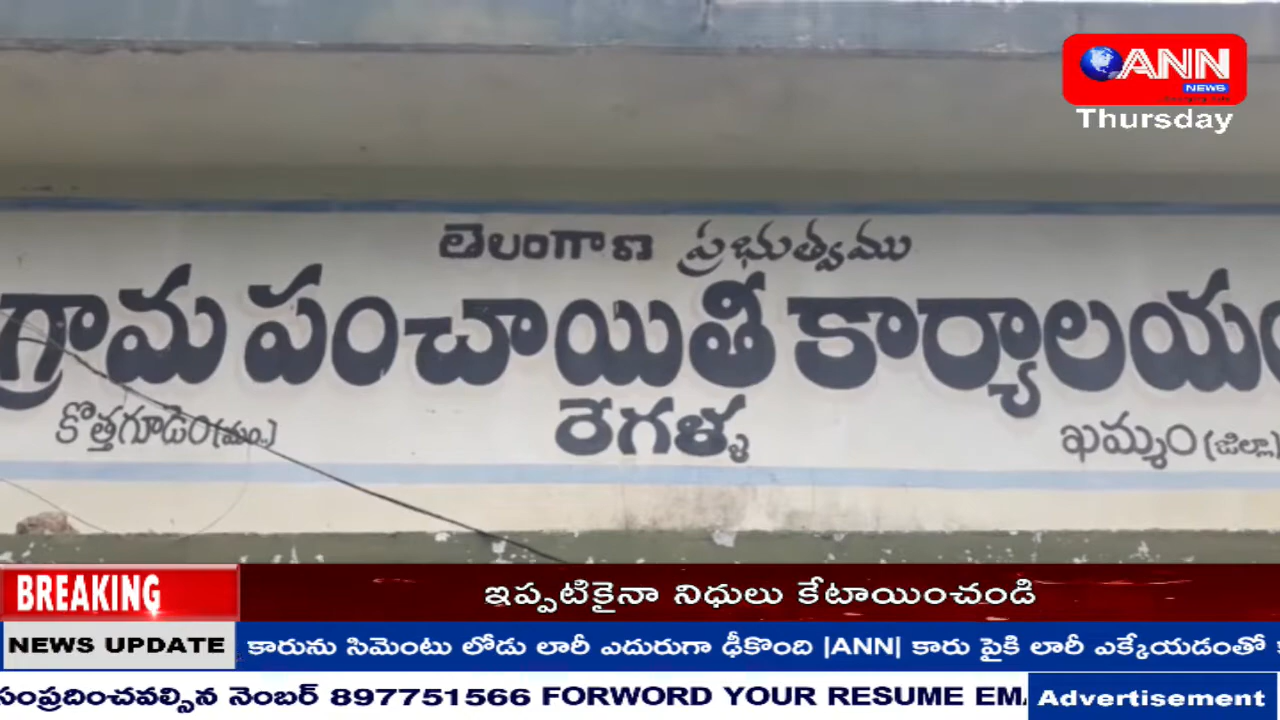 ANN
NEWS
Thursday
తెలంగాణ ప్రభుత్వము
గ్రామ పంచాయితీ కార్యాలయం
కొత్తగూడెం(మం.)
రేగళ్ళ
ఖమ్మం(జిల్లా)
BREAKING
ఇప్పటికైనా నిధులు కేటాయించండి
NEWS UPDATE
కారును సిమెంటు లోడు లారీ ఎదురుగా ఢీకొంది |ANN| కారు పైకి లారీ ఎక్కేయడంతో
సంప్రదించవల్సిన నెంబర్ 897751566 FORWORD YOUR RESUME EMA
Advertisement